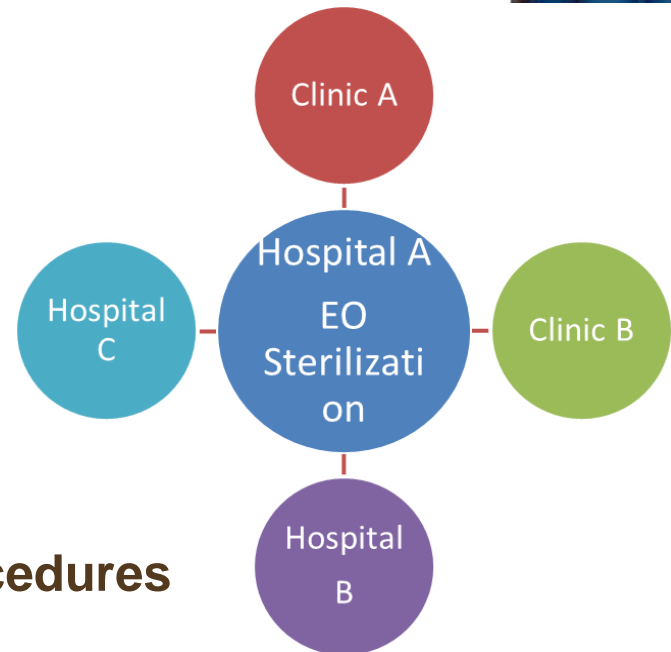 Clinic A
Hospital A
EO
Sterilizati
on
Hospital
C
Clinic B
Hospital
B
cedures